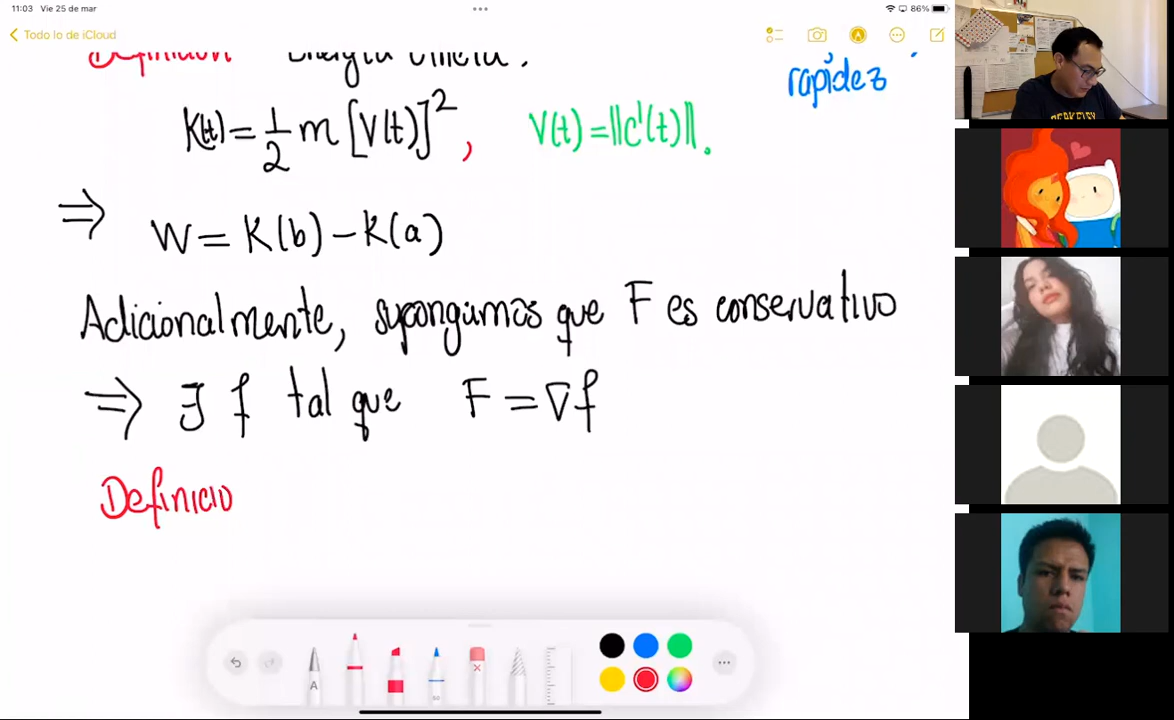 11:03 Vie 25 de mar
86%
Todo lo de iCloud
rapidez
K(t) = 1/2 m [V(t)]², V(t) = ||c'(t)||.
⇒ W = K(b) − K(a)
Adicionalmente, supongamos que F es conservativo
⇒ ∃ f tal que F = ∇f
Definicio
A
BERKELEY